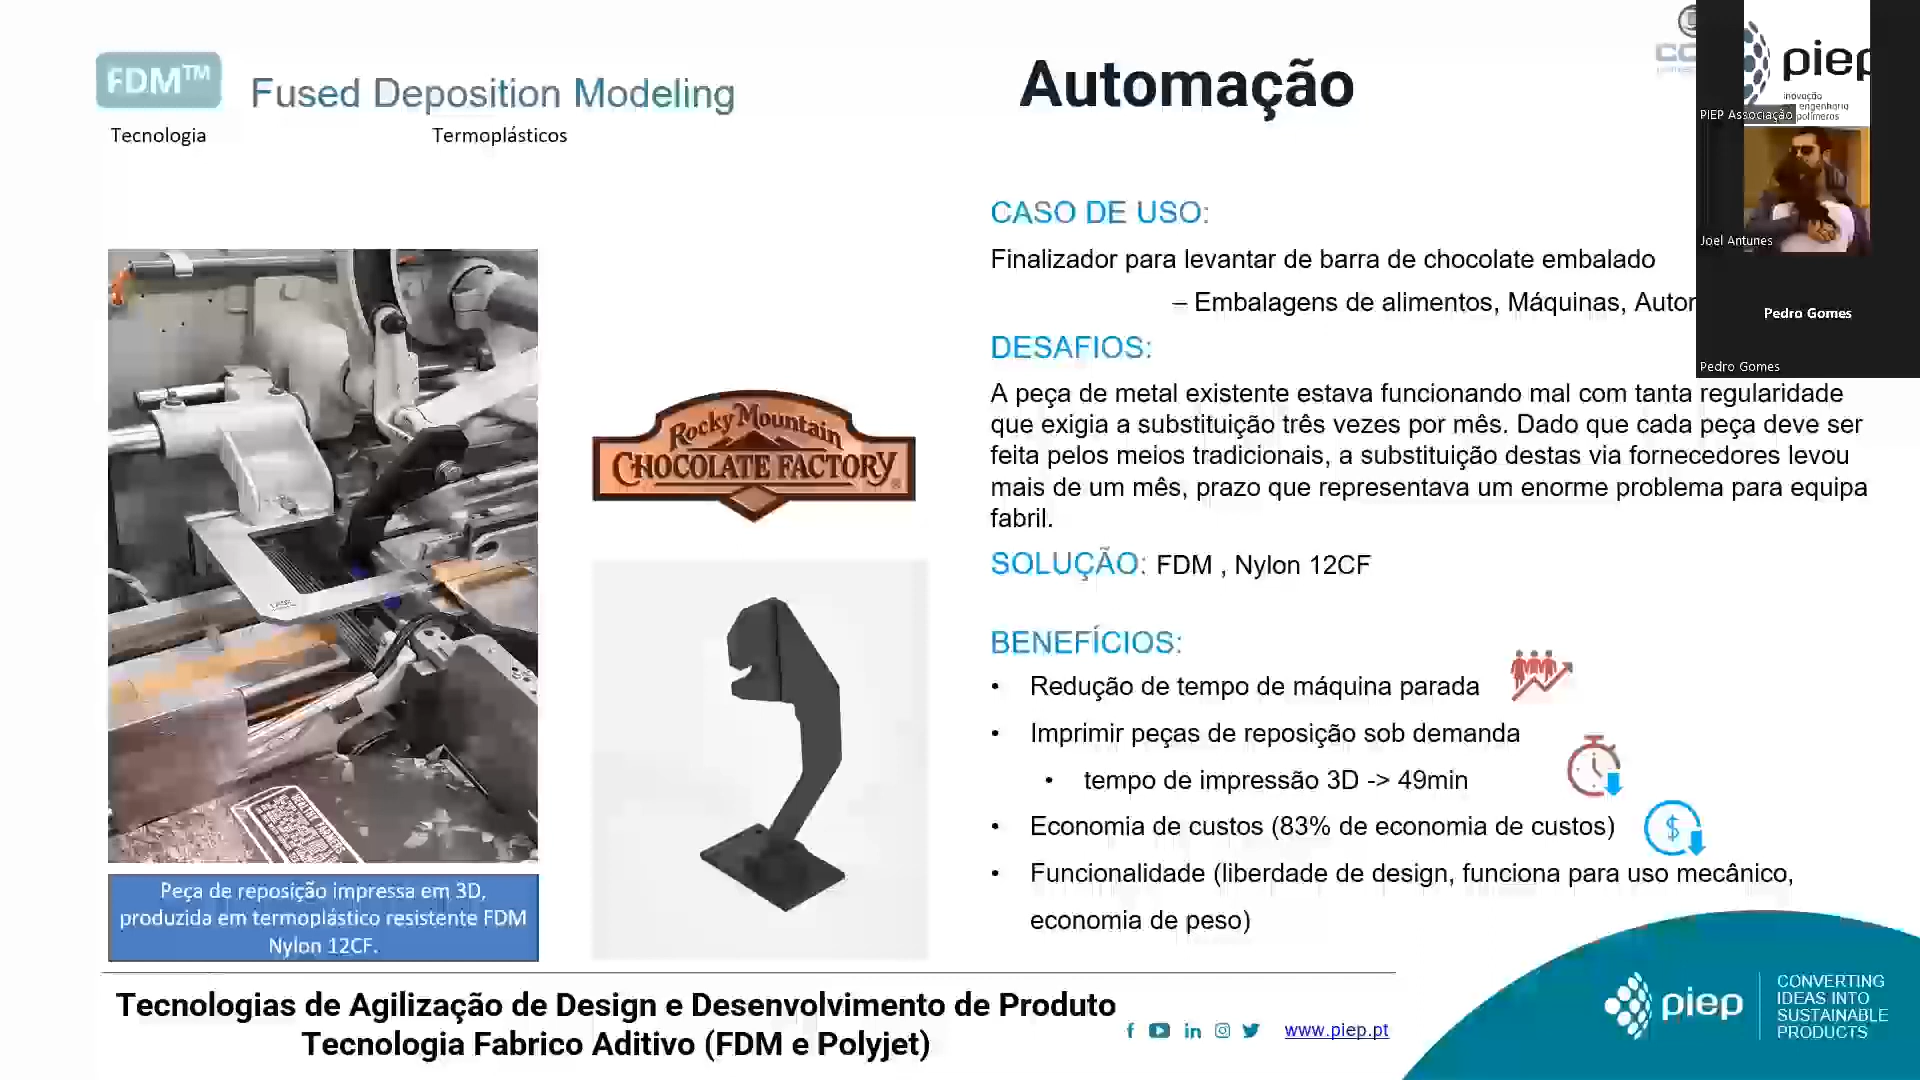 FDM™
Fused Deposition Modeling
Tecnologia
Termoplásticos
Automação
piep
inovação
engenharia
polímeros
PIEP Associação
Joel Antunes
Pedro Gomes
Pedro Gomes
CASO DE USO:
Finalizador para levantar de barra de chocolate embalado
– Embalagens de alimentos, Máquinas,
DESAFIOS:
A peça de metal existente estava funcionando mal com tanta regularidade
que exigia a substituição três vezes por mês. Dado que cada peça deve ser
feita pelos meios tradicionais, a substituição destas via fornecedores levou
mais de um mês, prazo que representava um enorme problema para equipa
fabril.
SOLUÇÃO: FDM , Nylon 12CF
BENEFÍCIOS:
• Redução de tempo de máquina parada
• Imprimir peças de reposição sob demanda
• tempo de impressão 3D -> 49min
• Economia de custos (83% de economia de custos)
• Funcionalidade (liberdade de design, funciona para uso mecânico,
economia de peso)
Rocky Mountain
CHOCOLATE FACTORY
Peça de reposição impressa em 3D,
produzida em termoplástico resistente FDM
Nylon 12CF.
Tecnologias de Agilização de Design e Desenvolvimento de Produto
Tecnologia Fabrico Aditivo (FDM e Polyjet)
www.piep.pt
piep
CONVERTING
IDEAS INTO
SUSTAINABLE
PRODUCTS